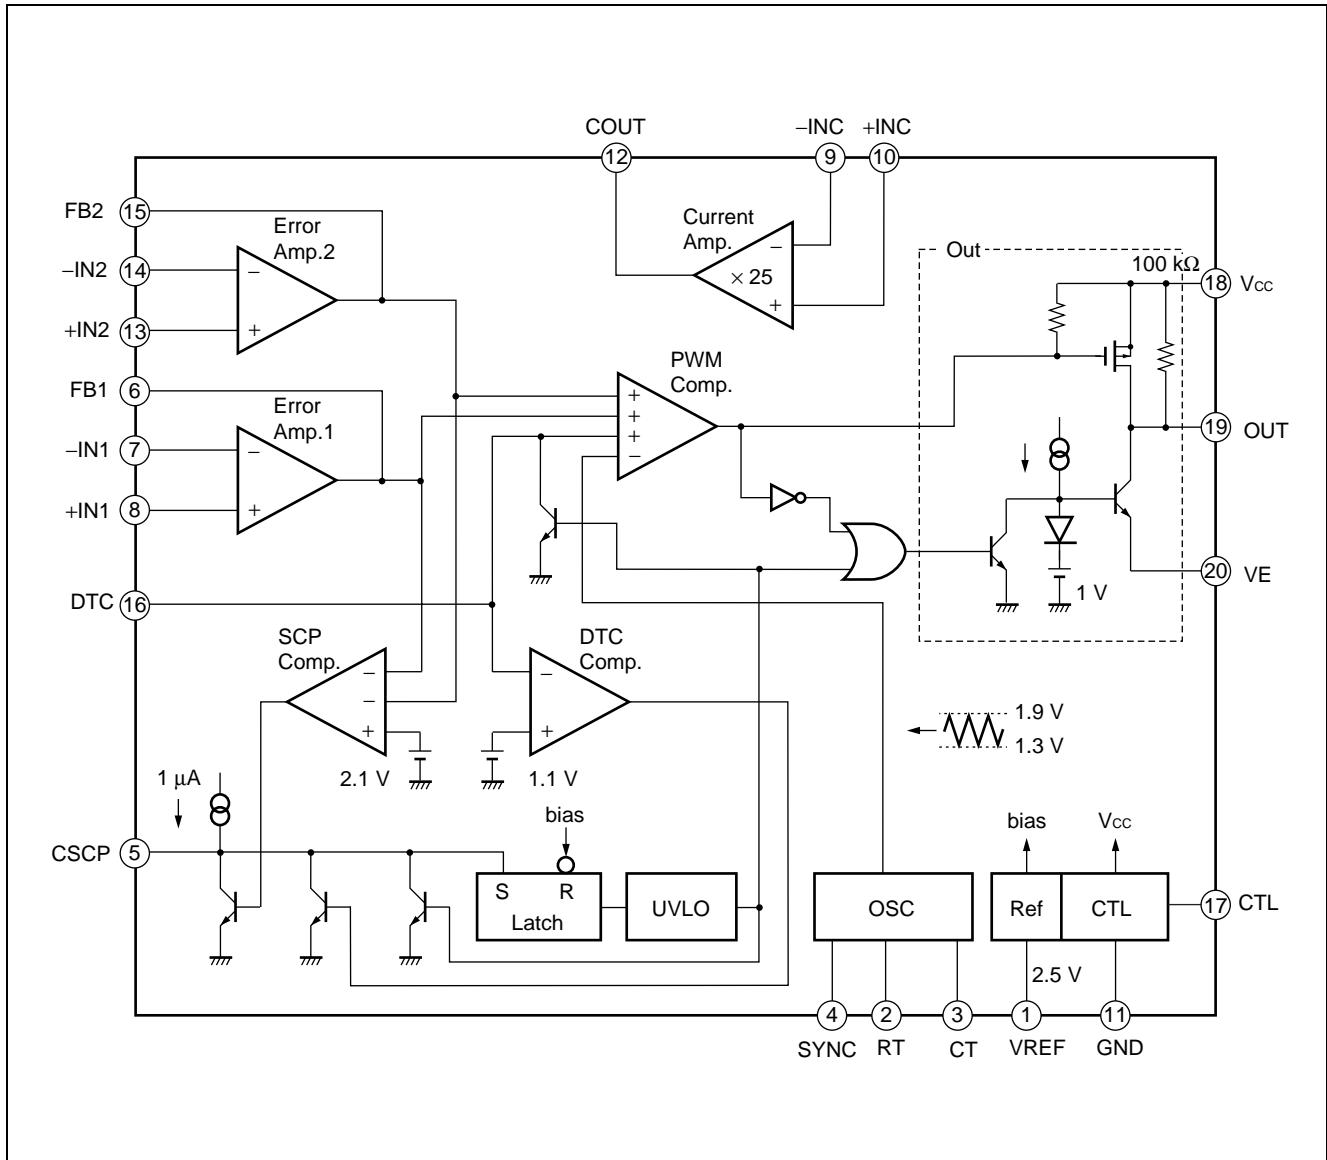 COUT
−INC
+INC
12
9
10
FB2
15
Error
Amp.2
Current
Amp.
−IN2
14
−
−
× 25
+
+IN2
13
+
Out
100 kΩ
18
VCC
FB1
6
PWM
Comp.
Error
Amp.1
−IN1
7
−
+
+
+
−
19
OUT
+IN1
8
+
20
VE
1 V
DTC
16
SCP
Comp.
DTC
Comp.
−
−
+
−
+
2.1 V
1.1 V
1.9 V
1.3 V
1 µA
bias
bias
VCC
CSCP
5
S
R
Latch
UVLO
OSC
Ref
CTL
17
CTL
2.5 V
4
2
3
1
11
SYNC
RT
CT
VREF
GND